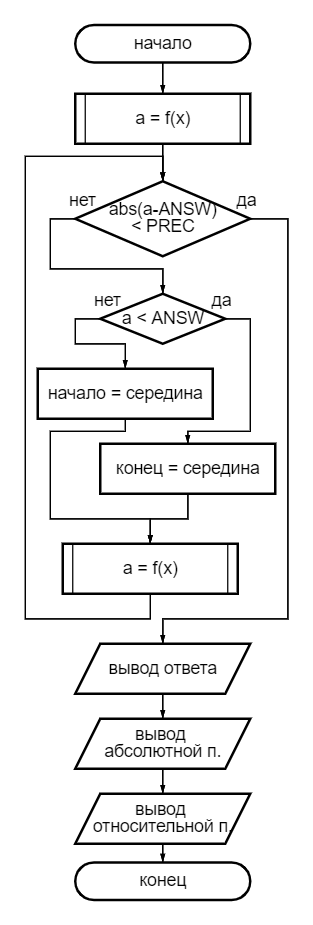 начало
a = f(x)
нет
да
abs(a-ANSW)
< PREC
нет
да
a < ANSW
начало = середина
конец = середина
a = f(x)
вывод ответа
вывод
абсолютной п.
вывод
относительной п.
конец